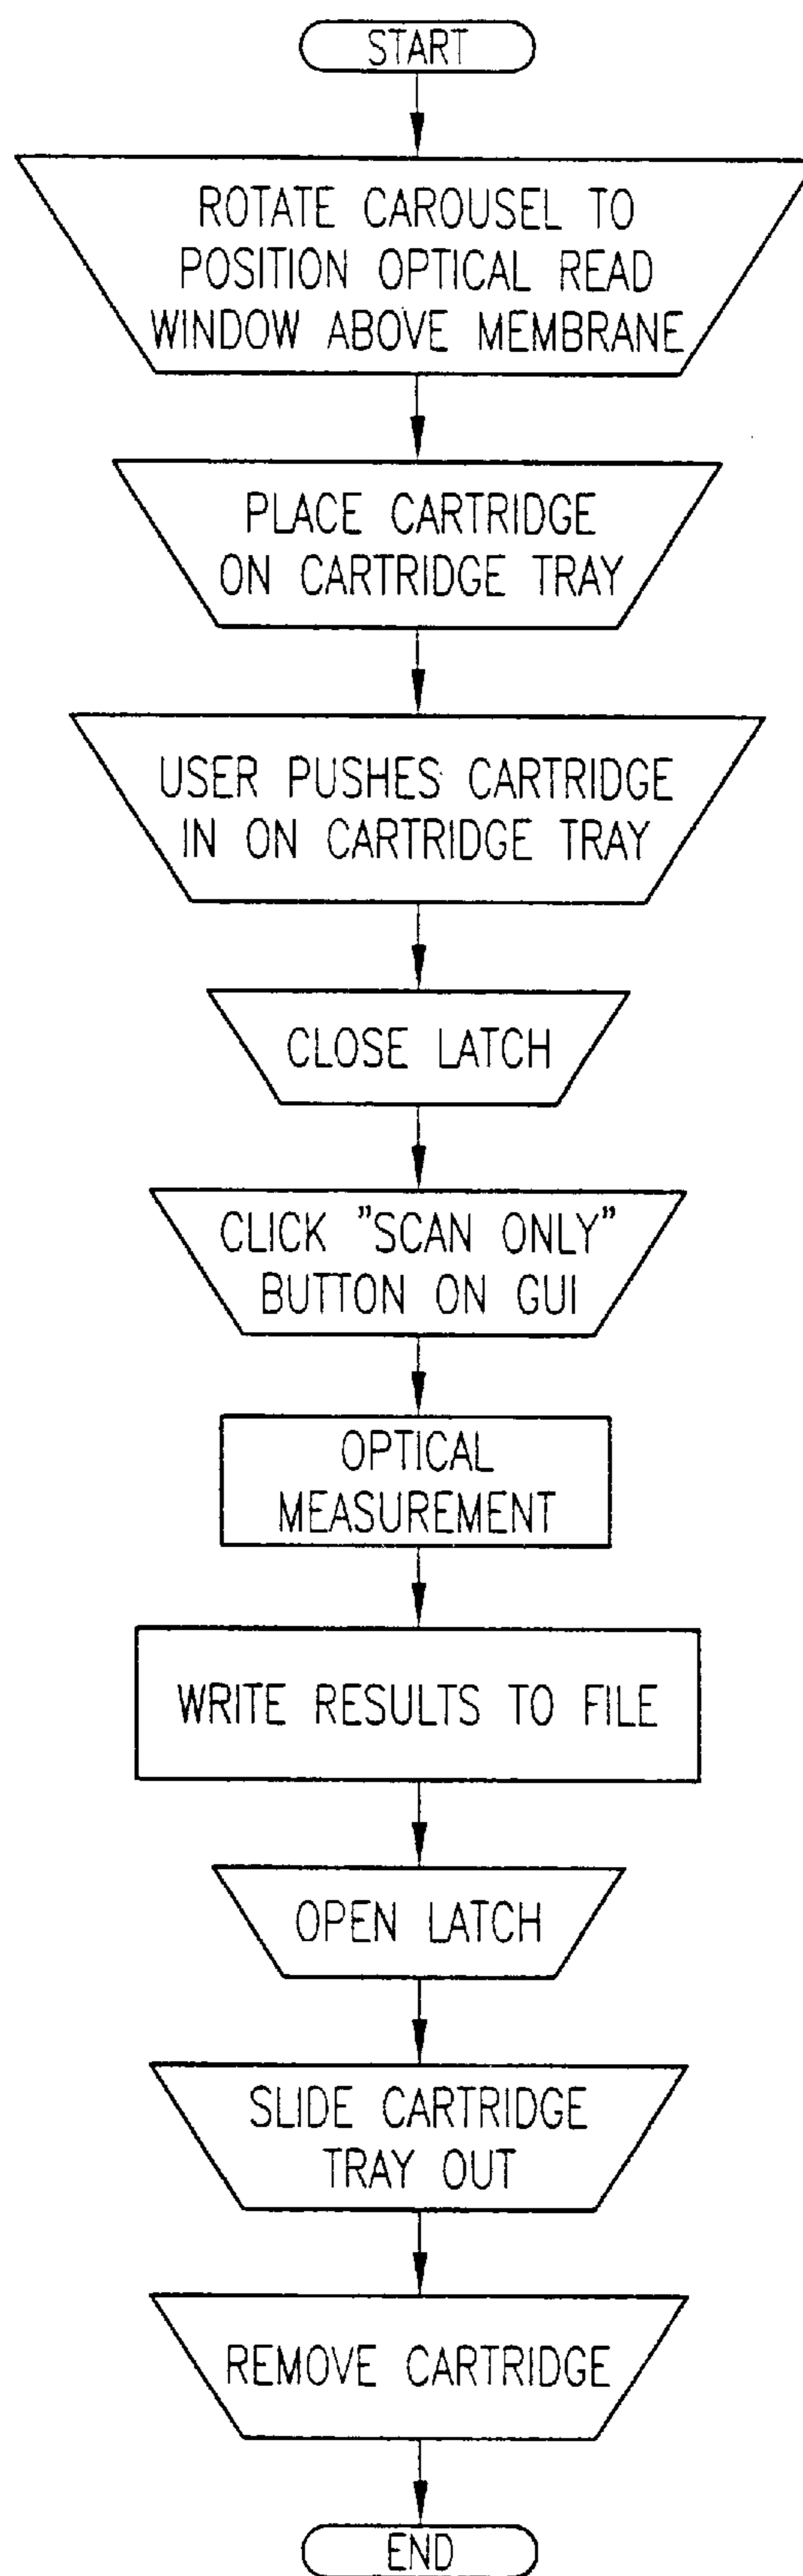 START
ROTATE CAROUSEL TO
POSITION OPTICAL READ
WINDOW ABOVE MEMBRANE
PLACE CARTRIDGE
ON CARTRIDGE TRAY
USER PUSHES CARTRIDGE
IN ON CARTRIDGE TRAY
CLOSE LATCH
CLICK "SCAN ONLY"
BUTTON ON GUI
OPTICAL
MEASUREMENT
WRITE RESULTS TO FILE
OPEN LATCH
SLIDE CARTRIDGE
TRAY OUT
REMOVE CARTRIDGE
END